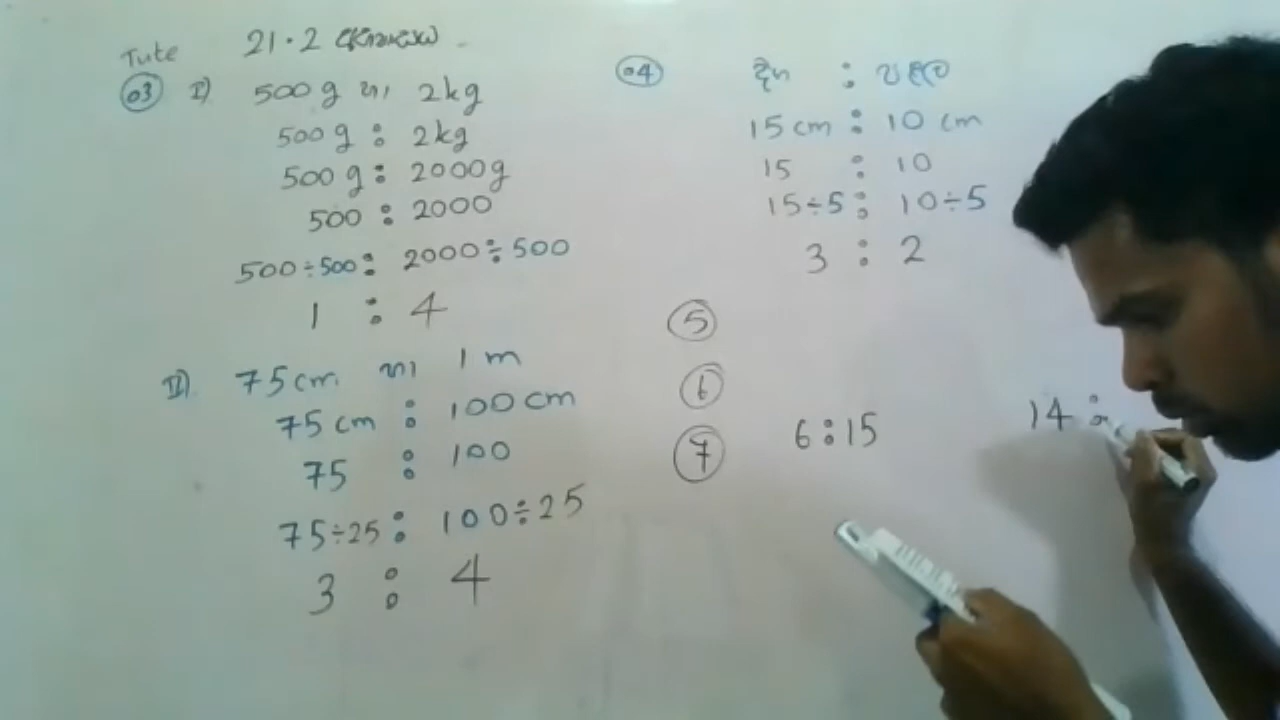 Tute 21.2 අභ්‍යාසය
03 I) 500 g හා 2 kg
500 g : 2 kg
500 g : 2000 g
500 : 2000
500÷500 : 2000÷500
1 : 4
II) 75 cm හා 1 m
75 cm : 100 cm
75 : 100
75÷25 : 100÷25
3 : 4
04 දිග : පළල
15 cm : 10 cm
15 : 10
15÷5 : 10÷5
3 : 2
5
6
7 6 : 15 14 :